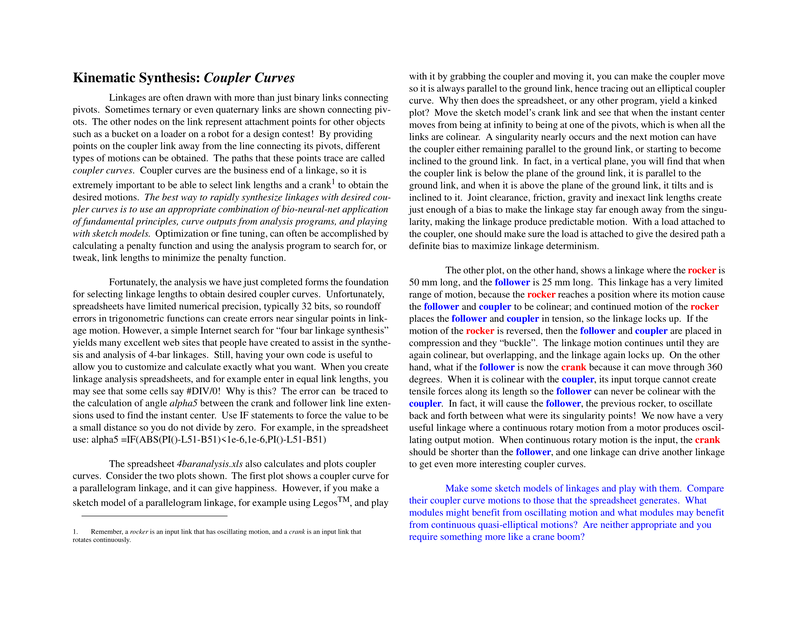 Kinematic Synthesis: Coupler Curves
Linkages are often drawn with more than just binary links connecting
pivots. Sometimes ternary or even quaternary links are shown connecting piv-
ots. The other nodes on the link represent attachment points for other objects
such as a bucket on a loader on a robot for a design contest! By providing
points on the coupler link away from the line connecting its pivots, different
types of motions can be obtained. The paths that these points trace are called
coupler curves. Coupler curves are the business end of a linkage, so it is
extremely important to be able to select link lengths and a crank1 to obtain the
desired motions. The best way to rapidly synthesize linkages with desired cou-
pler curves is to use an appropriate combination of bio-neural-net application
of fundamental principles, curve outputs from analysis programs, and playing
with sketch models. Optimization or fine tuning, can often be accomplished by
calculating a penalty function and using the analysis program to search for, or
tweak, link lengths to minimize the penalty function.
Fortunately, the analysis we have just completed forms the foundation
for selecting linkage lengths to obtain desired coupler curves. Unfortunately,
spreadsheets have limited numerical precision, typically 32 bits, so roundoff
errors in trigonometric functions can create errors near singular points in link-
age motion. However, a simple Internet search for “four bar linkage synthesis”
yields many excellent web sites that people have created to assist in the synthe-
sis and analysis of 4-bar linkages. Still, having your own code is useful to
allow you to customize and calculate exactly what you want. When you create
linkage analysis spreadsheets, and for example enter in equal link lengths, you
may see that some cells say #DIV/0! Why is this? The error can be traced to
the calculation of angle alpha5 between the crank and follower link line exten-
sions used to find the instant center. Use IF statements to force the value to be
a small distance so you do not divide by zero. For example, in the spreadsheet
use: alpha5 =IF(ABS(PI()-L51-B51)<1e-6,1e-6,PI()-L51-B51)
The spreadsheet 4baranalysis.xls also calculates and plots coupler
curves. Consider the two plots shown. The first plot shows a coupler curve for
a parallelogram linkage, and it can give happiness. However, if you make a
sketch model of a parallelogram linkage, for example using LegosTM, and play
1. Remember, a rocker is an input link that has oscillating motion, and a crank is an input link that
rotates continuously.
with it by grabbing the coupler and moving it, you can make the coupler move
so it is always parallel to the ground link, hence tracing out an elliptical coupler
curve. Why then does the spreadsheet, or any other program, yield a kinked
plot? Move the sketch model's crank link and see that when the instant center
moves from being at infinity to being at one of the pivots, which is when all the
links are colinear. A singularity nearly occurs and the next motion can have
the coupler either remaining parallel to the ground link, or starting to become
inclined to the ground link. In fact, in a vertical plane, you will find that when
the coupler link is below the plane of the ground link, it is parallel to the
ground link, and when it is above the plane of the ground link, it tilts and is
inclined to it. Joint clearance, friction, gravity and inexact link lengths create
just enough of a bias to make the linkage stay far enough away from the singu-
larity, making the linkage produce predictable motion. With a load attached to
the coupler, one should make sure the load is attached to give the desired path a
definite bias to maximize linkage determinism.
The other plot, on the other hand, shows a linkage where the rocker is
50 mm long, and the follower is 25 mm long. This linkage has a very limited
range of motion, because the rocker reaches a position where its motion cause
the follower and coupler to be colinear; and continued motion of the rocker
places the follower and coupler in tension, so the linkage locks up. If the
motion of the rocker is reversed, then the follower and coupler are placed in
compression and they “buckle”. The linkage motion continues until they are
again colinear, but overlapping, and the linkage again locks up. On the other
hand, what if the follower is now the crank because it can move through 360
degrees. When it is colinear with the coupler, its input torque cannot create
tensile forces along its length so the follower can never be colinear with the
coupler. In fact, it will cause the follower, the previous rocker, to oscillate
back and forth between what were its singularity points! We now have a very
useful linkage where a continuous rotary motion from a motor produces oscil-
lating output motion. When continuous rotary motion is the input, the crank
should be shorter than the follower, and one linkage can drive another linkage
to get even more interesting coupler curves.
Make some sketch models of linkages and play with them. Compare
their coupler curve motions to those that the spreadsheet generates. What
modules might benefit from oscillating motion and what modules may benefit
from continuous quasi-elliptical motions? Are neither appropriate and you
require something more like a crane boom?